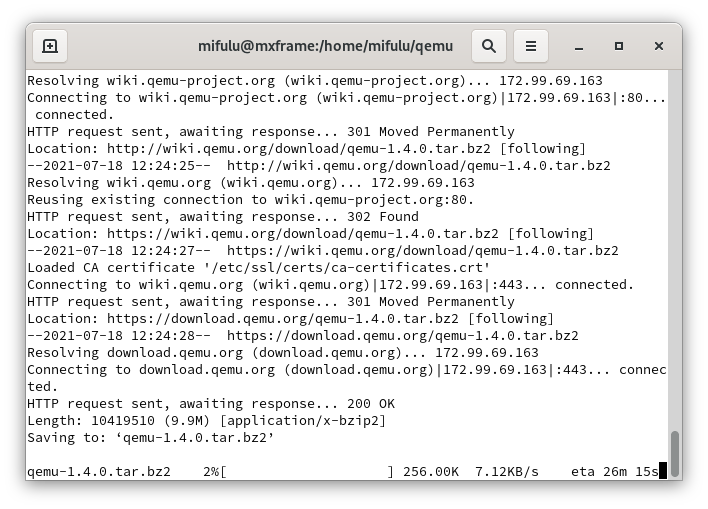 mifulu@mxframe:/home/mifulu/qemu
Resolving wiki.qemu-project.org (wiki.qemu-project.org)... 172.99.69.163
Connecting to wiki.qemu-project.org (wiki.qemu-project.org)|172.99.69.163|:80...
 connected.
HTTP request sent, awaiting response... 301 Moved Permanently
Location: http://wiki.qemu.org/download/qemu-1.4.0.tar.bz2 [following]
--2021-07-18 12:24:25--  http://wiki.qemu.org/download/qemu-1.4.0.tar.bz2
Resolving wiki.qemu.org (wiki.qemu.org)... 172.99.69.163
Reusing existing connection to wiki.qemu-project.org:80.
HTTP request sent, awaiting response... 302 Found
Location: https://wiki.qemu.org/download/qemu-1.4.0.tar.bz2 [following]
--2021-07-18 12:24:27--  https://wiki.qemu.org/download/qemu-1.4.0.tar.bz2
Loaded CA certificate '/etc/ssl/certs/ca-certificates.crt'
Connecting to wiki.qemu.org (wiki.qemu.org)|172.99.69.163|:443... connected.
HTTP request sent, awaiting response... 301 Moved Permanently
Location: https://download.qemu.org/qemu-1.4.0.tar.bz2 [following]
--2021-07-18 12:24:28--  https://download.qemu.org/qemu-1.4.0.tar.bz2
Resolving download.qemu.org (download.qemu.org)... 172.99.69.163
Connecting to download.qemu.org (download.qemu.org)|172.99.69.163|:443... connec
ted.
HTTP request sent, awaiting response... 200 OK
Length: 10419510 (9.9M) [application/x-bzip2]
Saving to: ‘qemu-1.4.0.tar.bz2’
qemu-1.4.0.tar.bz2    2%[                    ] 256.00K  7.12KB/s    eta 26m 15s